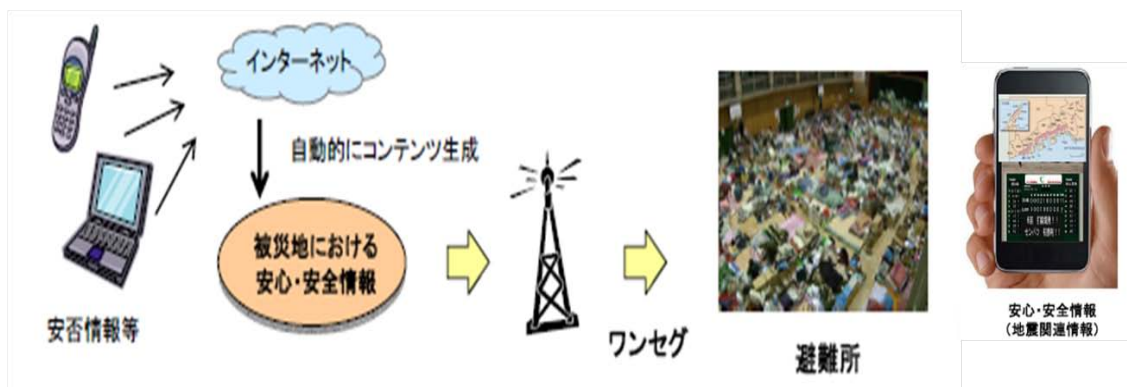 インターネット
自動的にコンテンツ生成
被災地における
安心・安全情報
安否情報等
ワンセグ
避難所
安心・安全情報
（地震関連情報）